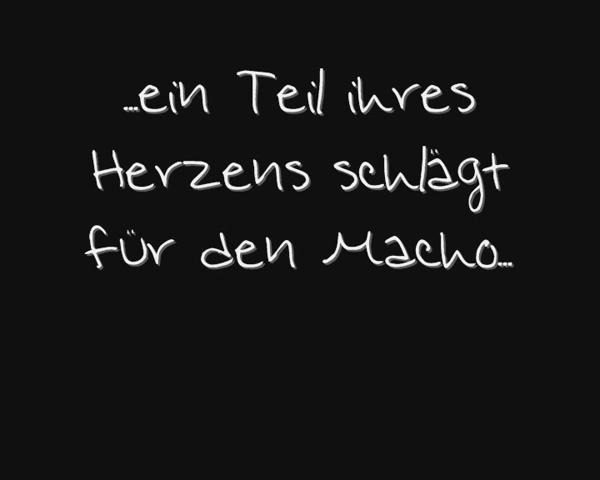 ...ein Teil ihres
Herzens schlägt
für den Macho...